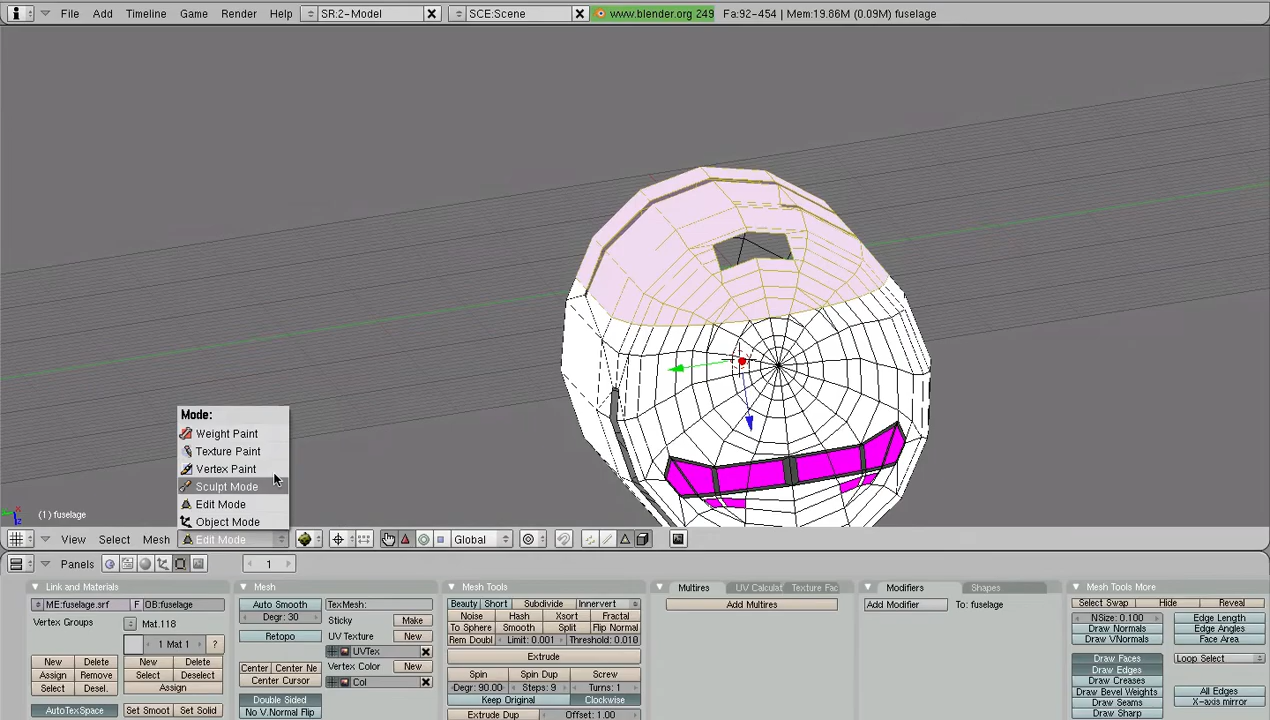 File Add Timeline Game Render Help SR:2-Model SCE:Scene www.blender.org 249 Fa:92-454 | Mem:19.86M (0.09M) fuselage
Mode:
Weight Paint
Texture Paint
Vertex Paint
Sculpt Mode
Edit Mode
Object Mode
(1) fuselage
View Select Mesh Edit Mode Global
Panels 1
Link and Materials
ME:fuselage.srf F OB:fuselage
Vertex Groups Mat.118
1 Mat 1 ?
New Delete New Delete
Assign Remove Select Deselect
Select Desel. Assign
AutoTexSpace Set Smoot Set Solid
Mesh
Auto Smooth TexMesh:
Degr: 30 Sticky Make
Retopo UV Texture New
UVTex
Center Center Ne Vertex Color New
Center Cursor Col
Double Sided
No V.Normal Flip
Mesh Tools
Beauty Short Subdivide Innervert
Noise Hash Xsort Fractal
To Sphere Smooth Split Flip Normal
Rem Doubl Limit: 0.001 Threshold: 0.018
Extrude
Spin Spin Dup Screw
Degr: 90.00 Steps: 9 Turns: 1
Keep Original Clockwise
Extrude Dup Offset: 1.00
Multires UV Calculat Texture Fac
Add Multires
Modifiers Shapes
Add Modifier To: fuselage
Mesh Tools More
Select Swap Hide Reveal
NSize: 0.100 Edge Length
Draw Normals Edge Angles
Draw VNormals Face Area
Draw Faces Loop Select
Draw Edges
Draw Creases
Draw Bevel Weights All Edges
Draw Seams X-axis mirror
Draw Sharp